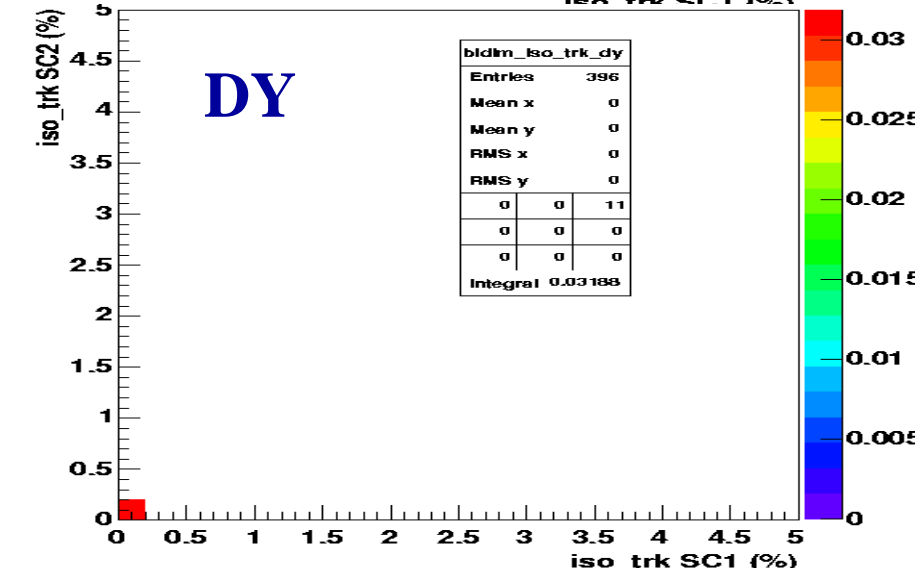 iso_trk SC2 (%)
5
4.5
4
3.5
3
2.5
2
1.5
1
0.5
0
DY
bidim_iso_trk_dy
Entries 396
Mean x 0
Mean y 0
RMS x 0
RMS y 0
0 0 11
0 0 0
0 0 0
Integral 0.03188
0.03
0.025
0.02
0.015
0.01
0.005
0
0 0.5 1 1.5 2 2.5 3 3.5 4 4.5 5
iso_trk SC1 (%)